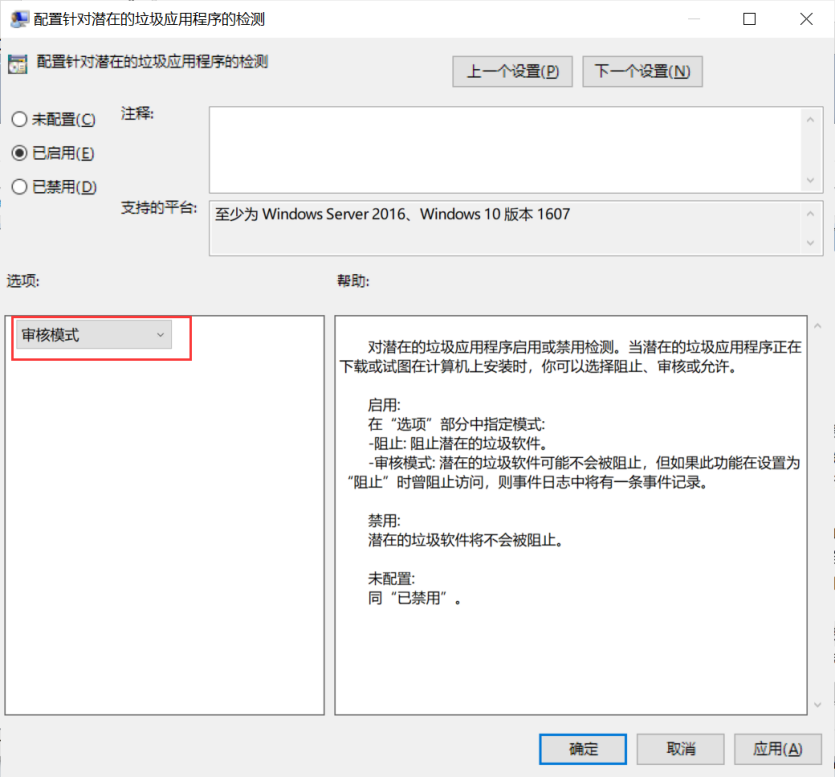 配置针对潜在的垃圾应用程序的检测
配置针对潜在的垃圾应用程序的检测
上一个设置(P)
下一个设置(N)
未配置(C)
注释:
已启用(E)
已禁用(D)
支持的平台:
至少为 Windows Server 2016、Windows 10 版本 1607
选项:
帮助:
审核模式
对潜在的垃圾应用程序启用或禁用检测。当潜在的垃圾应用程序正在
下载或试图在计算机上安装时，你可以选择阻止、审核或允许。
启用:
在“选项”部分中指定模式:
-阻止: 阻止潜在的垃圾软件。
-审核模式: 潜在的垃圾软件可能不会被阻止，但如果此功能在设置为
“阻止”时曾阻止访问，则事件日志中将有一条事件记录。
禁用:
潜在的垃圾软件将不会被阻止。
未配置:
同“已禁用”。
确定
取消
应用(A)